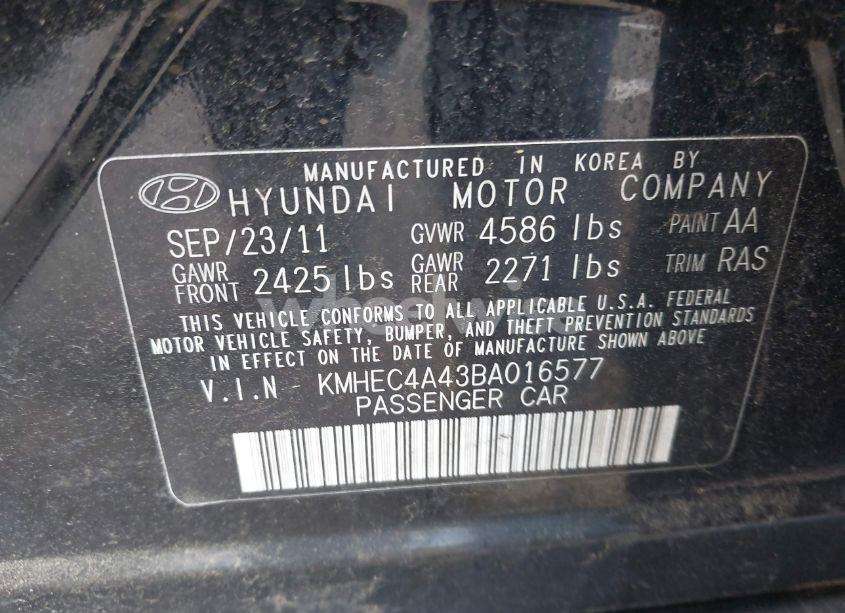 MANUFACTURED IN KOREA BY
HYUNDAI MOTOR COMPANY
SEP/23/11 GVWR 4586 lbs PAINT AA
GAWR FRONT 2425 lbs GAWR REAR 2271 lbs TRIM RAS
THIS VEHICLE CONFORMS TO ALL APPLICABLE U.S.A. FEDERAL
MOTOR VEHICLE SAFETY, BUMPER, AND THEFT PREVENTION STANDARDS
IN EFFECT ON THE DATE OF MANUFACTURE SHOWN ABOVE
V.I.N KMHEC4A43BA016577
PASSENGER CAR